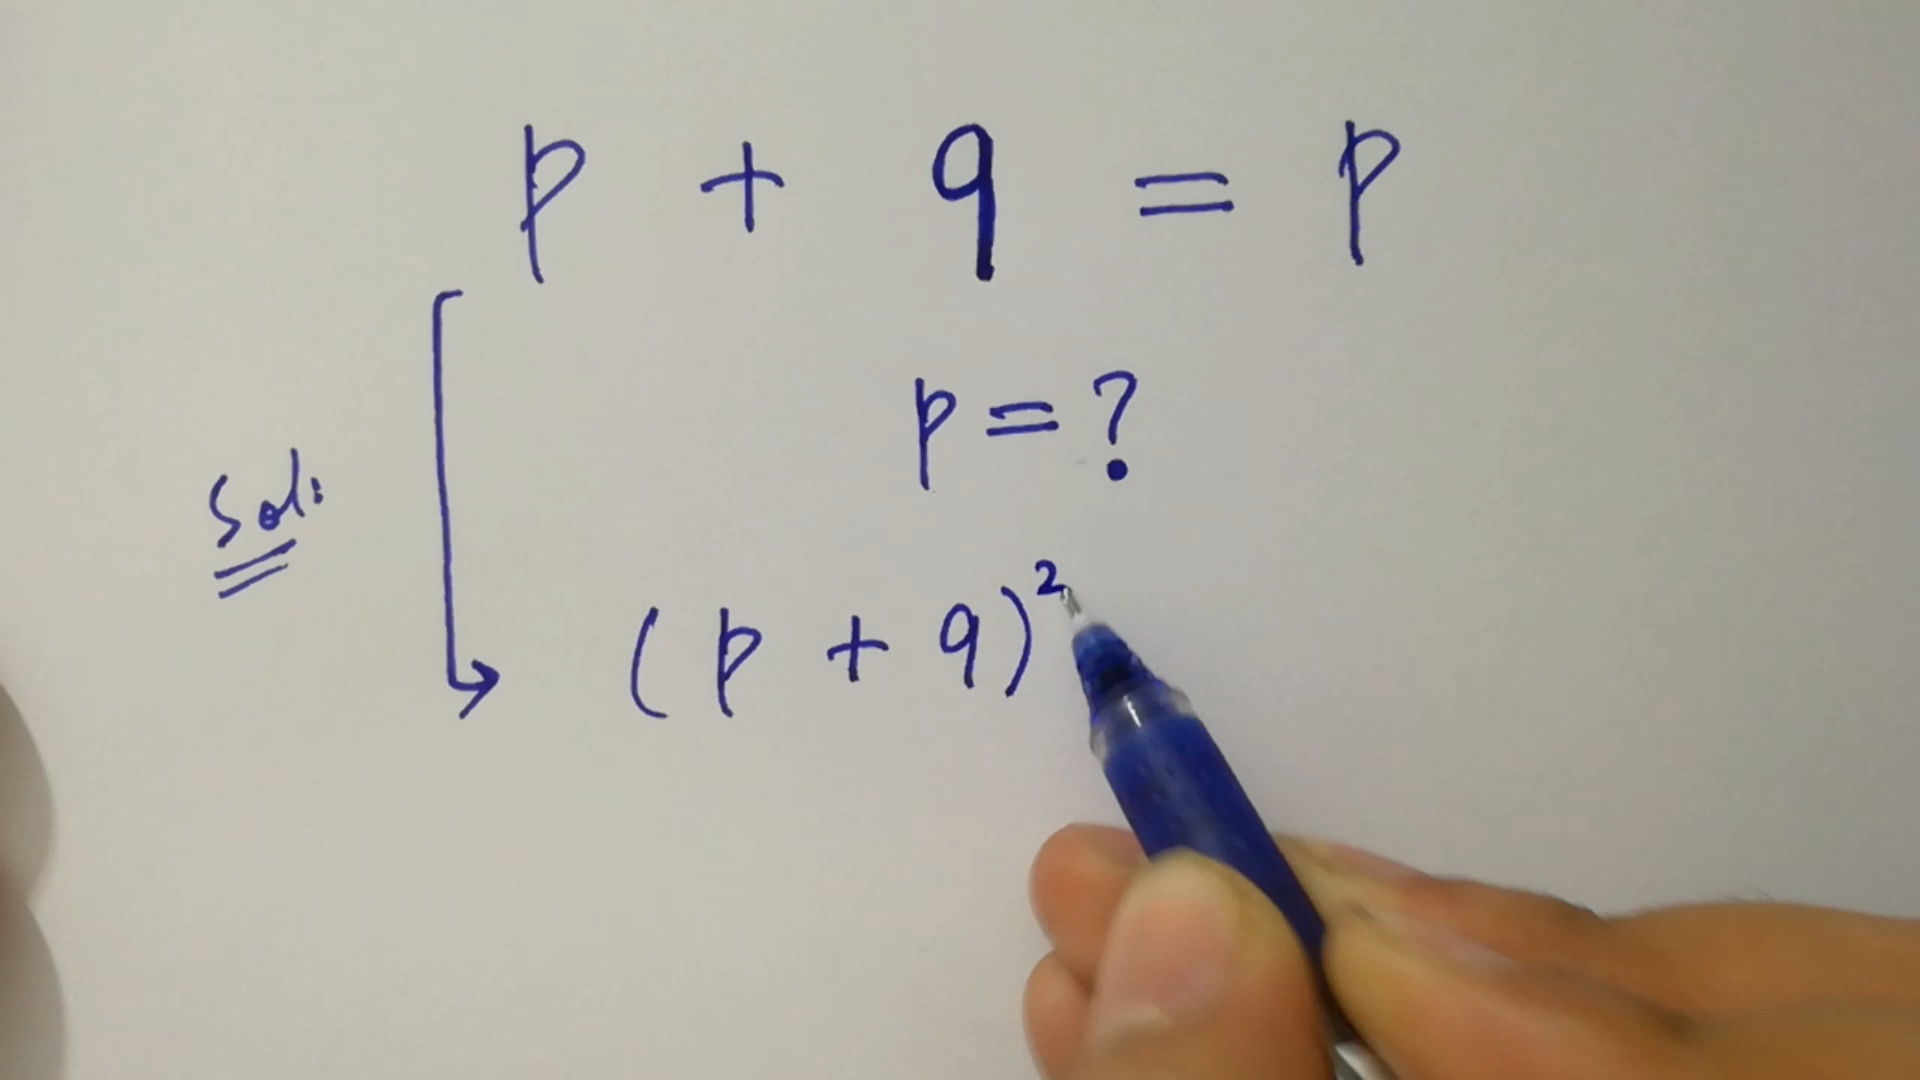 p + 9 = p
p = ?
Sol:
(p + 9)²